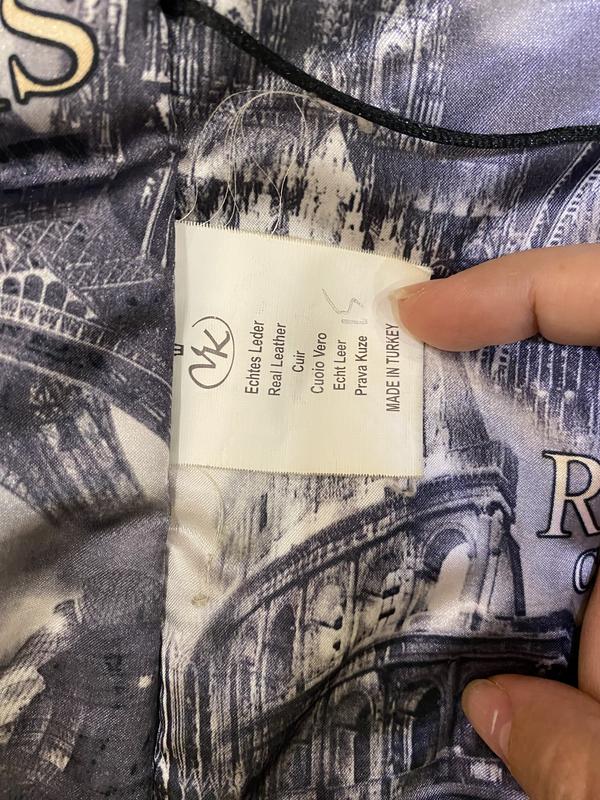 S
VK
Echtes Leder
Real Leather
Cuir
Cuoio Vero
Echt Leer
Prava Kuze
MADE IN TURKEY
R